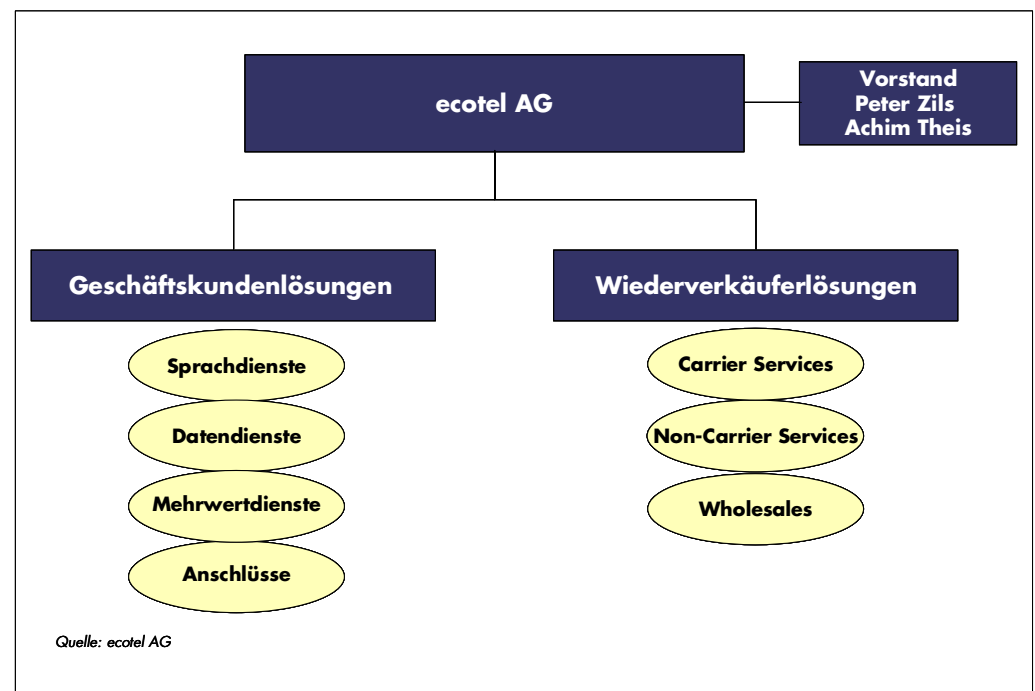 ecotel AG
Vorstand
Peter Zils
Achim Theis
Geschäftskundenlösungen
Sprachdienste
Datendienste
Mehrwertdienste
Anschlüsse
Wiederverkäuferlösungen
Carrier Services
Non-Carrier Services
Wholesales
Quelle: ecotel AG